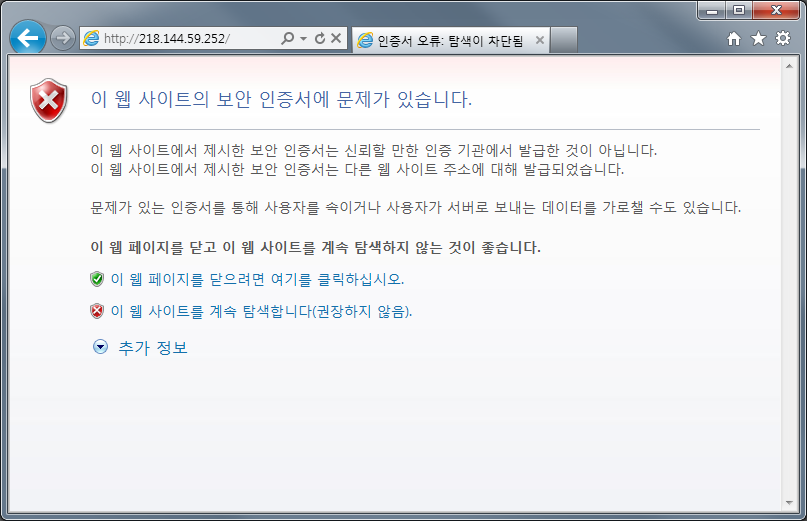 http://218.144.59.252/
인증서 오류: 탐색이 차단됨
이 웹 사이트의 보안 인증서에 문제가 있습니다.
이 웹 사이트에서 제시한 보안 인증서는 신뢰할 만한 인증 기관에서 발급한 것이 아닙니다.
이 웹 사이트에서 제시한 보안 인증서는 다른 웹 사이트 주소에 대해 발급되었습니다.
문제가 있는 인증서를 통해 사용자를 속이거나 사용자가 서버로 보내는 데이터를 가로챌 수도 있습니다.
이 웹 페이지를 닫고 이 웹 사이트를 계속 탐색하지 않는 것이 좋습니다.
이 웹 페이지를 닫으려면 여기를 클릭하십시오.
이 웹 사이트를 계속 탐색합니다(권장하지 않음).
추가 정보